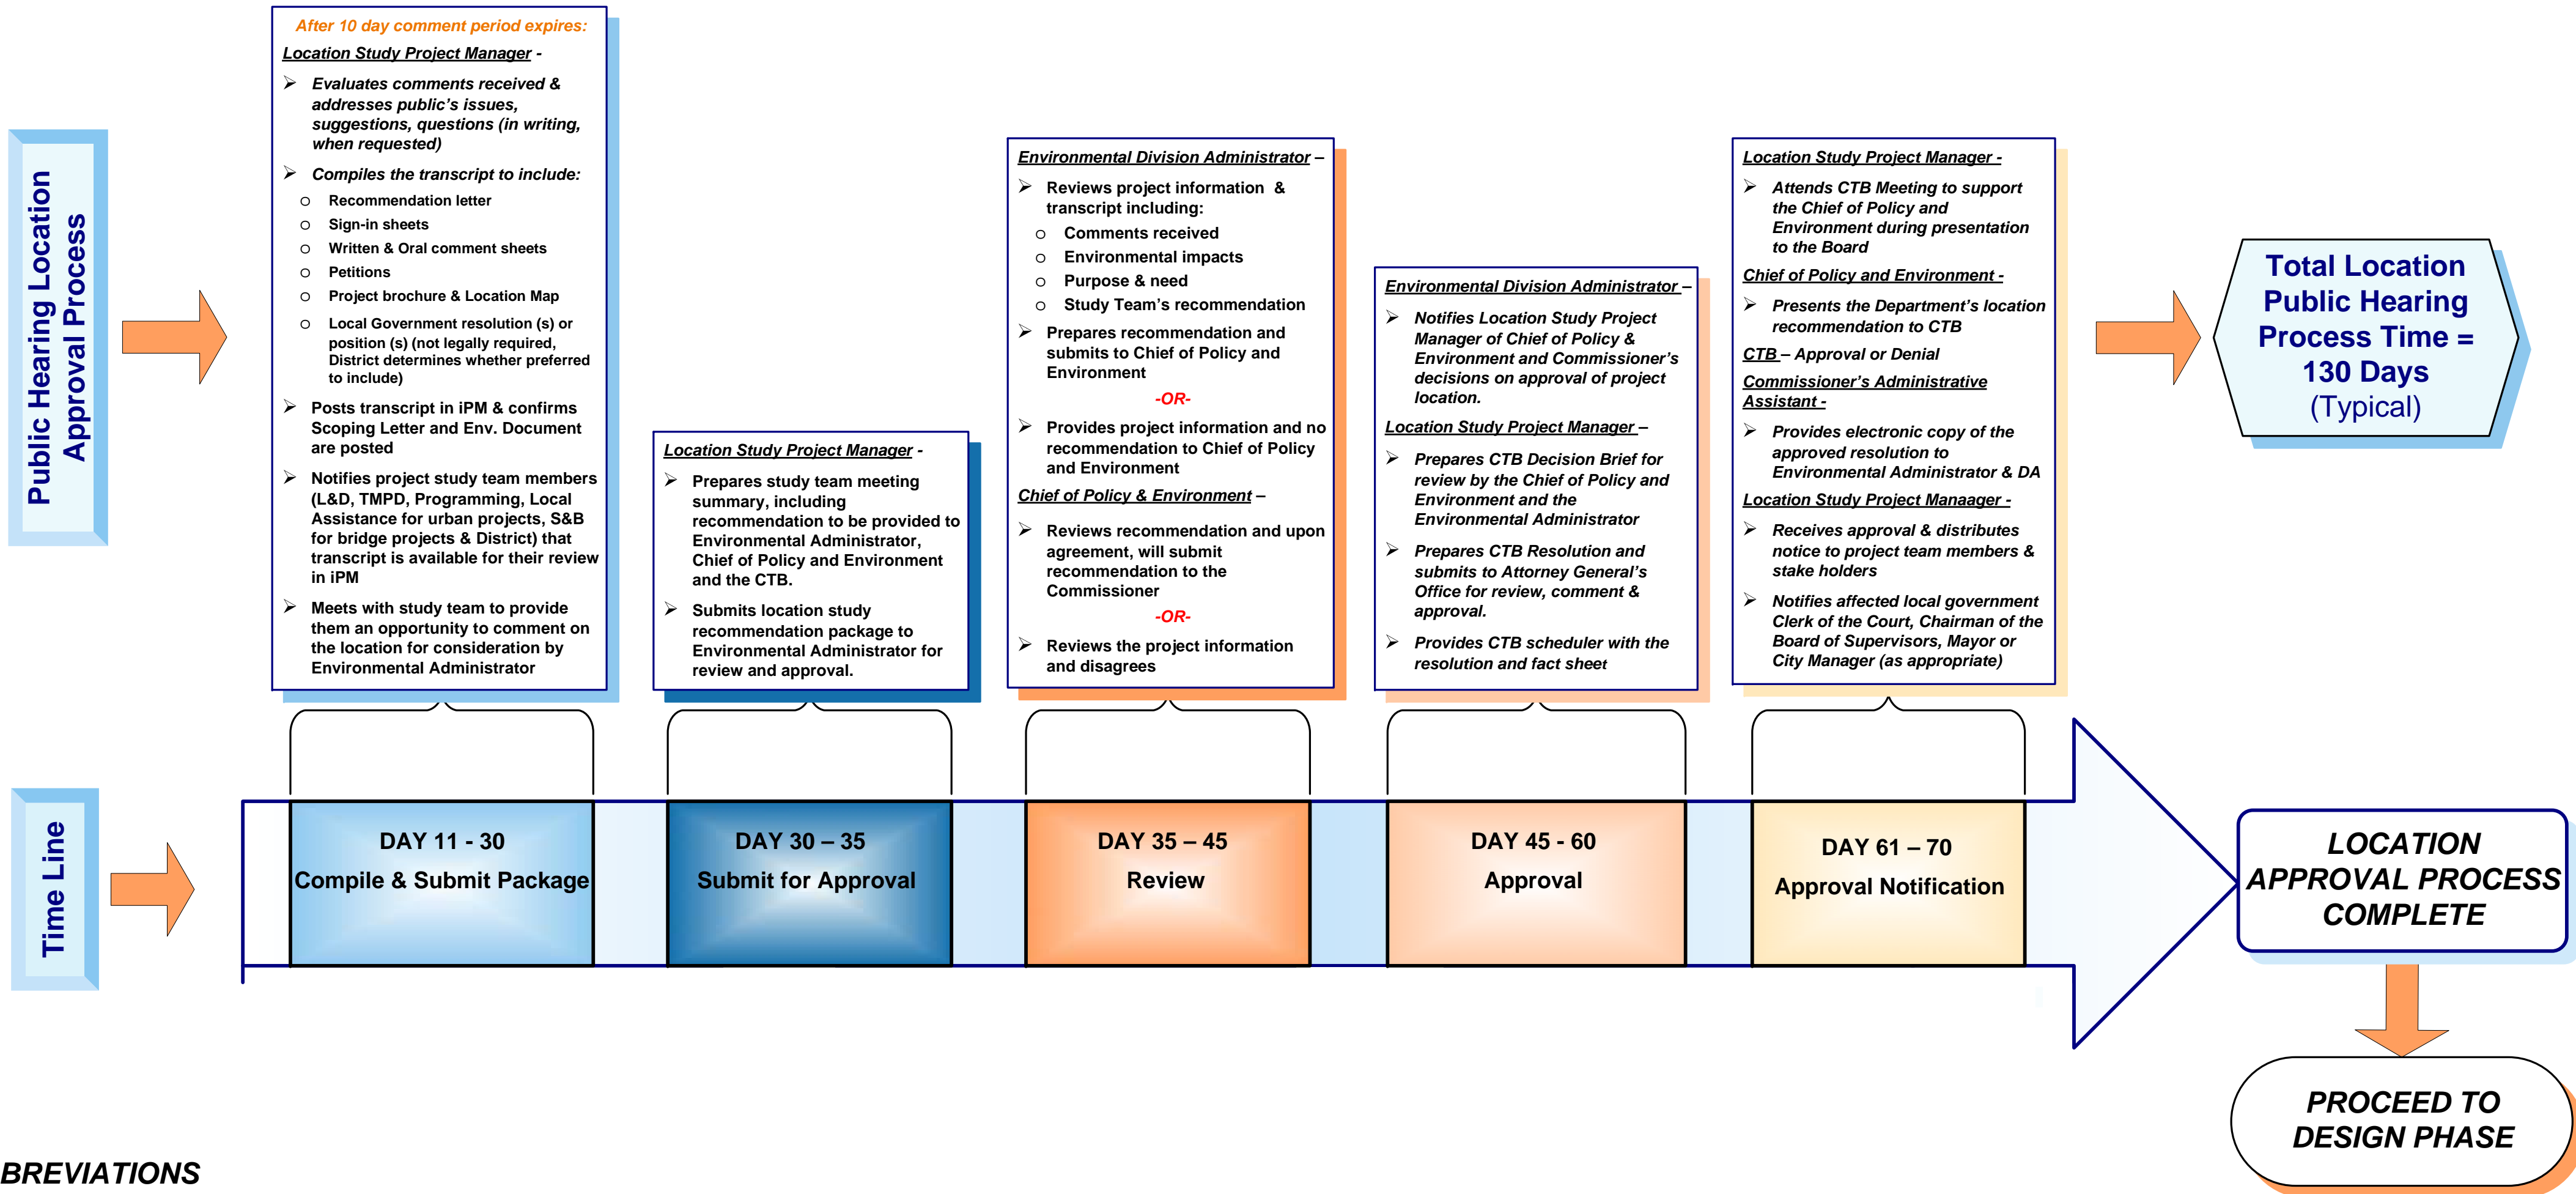 Public Hearing Location
Approval Process
After 10 day comment period expires:
Location Study Project Manager -
➢ Evaluates comments received &
addresses public's issues,
suggestions, questions (in writing,
when requested)
➢ Compiles the transcript to include:
o Recommendation letter
o Sign-in sheets
o Written & Oral comment sheets
o Petitions
o Project brochure & Location Map
o Local Government resolution (s) or
position (s) (not legally required,
District determines whether preferred
to include)
➢ Posts transcript in iPM & confirms
Scoping Letter and Env. Document
are posted
➢ Notifies project study team members
(L&D, TMPD, Programming, Local
Assistance for urban projects, S&B
for bridge projects & District) that
transcript is available for their review
in iPM
➢ Meets with study team to provide
them an opportunity to comment on
the location for consideration by
Environmental Administrator
Location Study Project Manager -
➢ Prepares study team meeting
summary, including
recommendation to be provided to
Environmental Administrator,
Chief of Policy and Environment
and the CTB.
➢ Submits location study
recommendation package to
Environmental Administrator for
review and approval.
Environmental Division Administrator –
➢ Reviews project information &
transcript including:
o Comments received
o Environmental impacts
o Purpose & need
o Study Team's recommendation
➢ Prepares recommendation and
submits to Chief of Policy and
Environment
-OR-
➢ Provides project information and no
recommendation to Chief of Policy
and Environment
Chief of Policy & Environment –
➢ Reviews recommendation and upon
agreement, will submit
recommendation to the
Commissioner
-OR-
➢ Reviews the project information
and disagrees
Environmental Division Administrator –
➢ Notifies Location Study Project
Manager of Chief of Policy &
Environment and Commissioner's
decisions on approval of project
location.
Location Study Project Manager –
➢ Prepares CTB Decision Brief for
review by the Chief of Policy and
Environment and the
Environmental Administrator
➢ Prepares CTB Resolution and
submits to Attorney General's
Office for review, comment &
approval.
➢ Provides CTB scheduler with the
resolution and fact sheet
Location Study Project Manager -
➢ Attends CTB Meeting to support
the Chief of Policy and
Environment during presentation
to the Board
Chief of Policy and Environment -
➢ Presents the Department's location
recommendation to CTB
CTB – Approval or Denial
Commissioner's Administrative
Assistant -
➢ Provides electronic copy of the
approved resolution to
Environmental Administrator & DA
Location Study Project Manaager -
➢ Receives approval & distributes
notice to project team members &
stake holders
➢ Notifies affected local government
Clerk of the Court, Chairman of the
Board of Supervisors, Mayor or
City Manager (as appropriate)
Total Location
Public Hearing
Process Time =
130 Days
(Typical)
Time Line
DAY 11 - 30
Compile & Submit Package
DAY 30 – 35
Submit for Approval
DAY 35 – 45
Review
DAY 45 - 60
Approval
DAY 61 – 70
Approval Notification
LOCATION
APPROVAL PROCESS
COMPLETE
PROCEED TO
DESIGN PHASE
BREVIATIONS